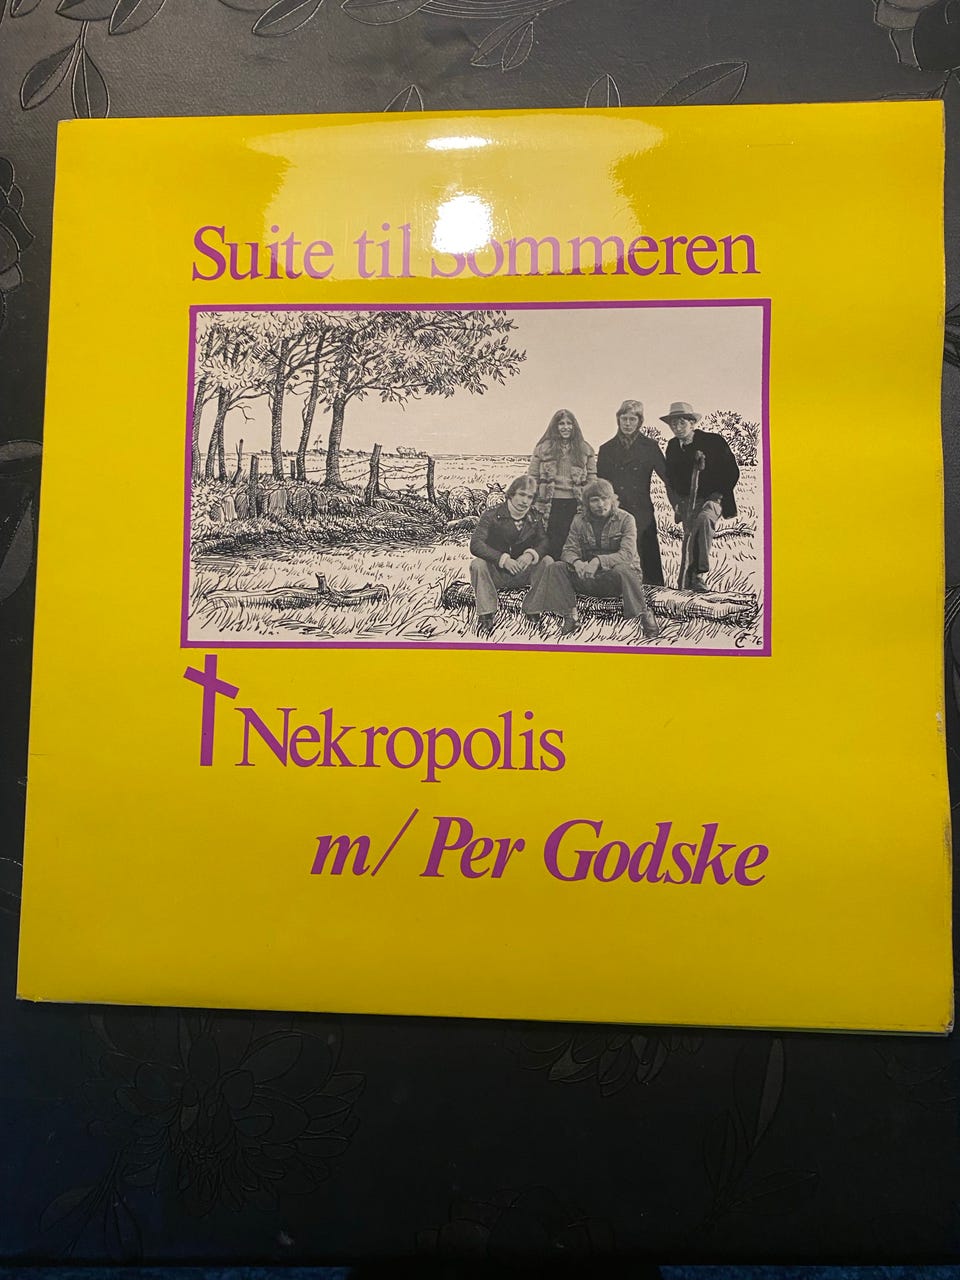 Suite til Sommeren
Nekropolis
m/ Per Godske